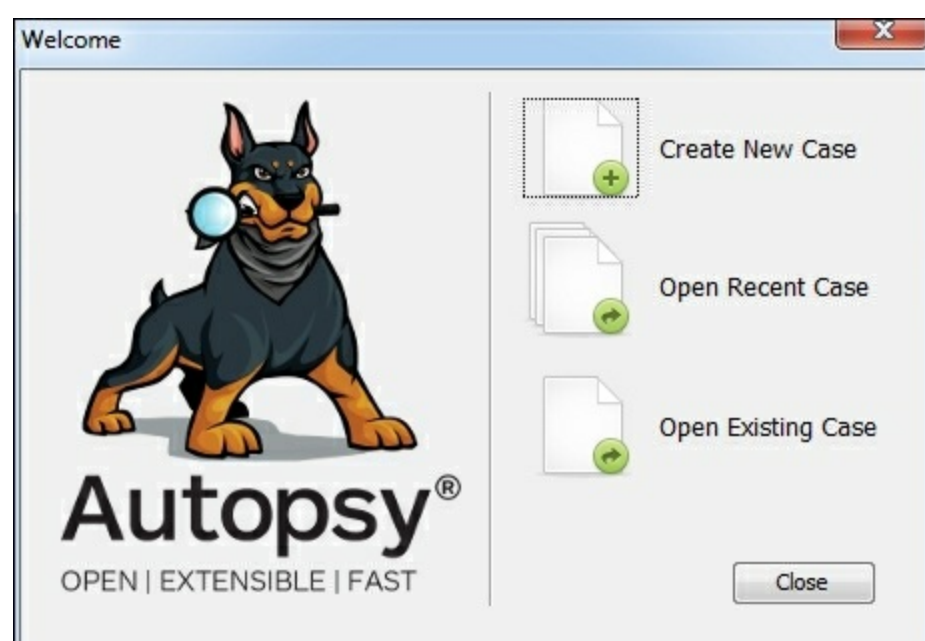 Welcome
Create New Case
Open Recent Case
Open Existing Case
Autopsy®
OPEN | EXTENSIBLE | FAST
Close